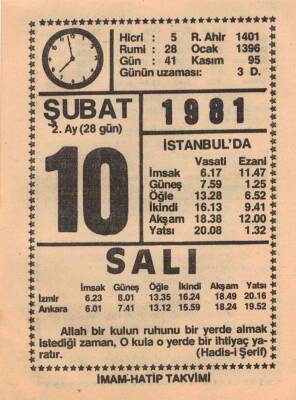 Hicri : 5 R. Ahir 1401
Rumi : 28 Ocak 1396
Gün : 41 Kasım 95
Günün uzaması: 3 D.
ŞUBAT
2. Ay (28 gün)
1981
10
İSTANBUL'DA
Vasati Ezani
İmsak 6.17 11.47
Güneş 7.59 1.25
Öğle 13.28 6.52
İkindi 16.13 9.41
Akşam 18.38 12.00
Yatsı 20.08 1.32
SALI
İmsak Güneş Öğle İkindi Akşam Yatsı
İzmir 6.23 8.01 13.35 16.24 18.49 20.16
Ankara 6.01 7.41 13.12 15.59 18.24 19.52
Allah bir kulun ruhunu bir yerde almak
istediği zaman, O kula o yerde bir ihtiyaç ya-
ratır. (Hadis-i Şerif)
İMAM-HATİP TAKVİMİ